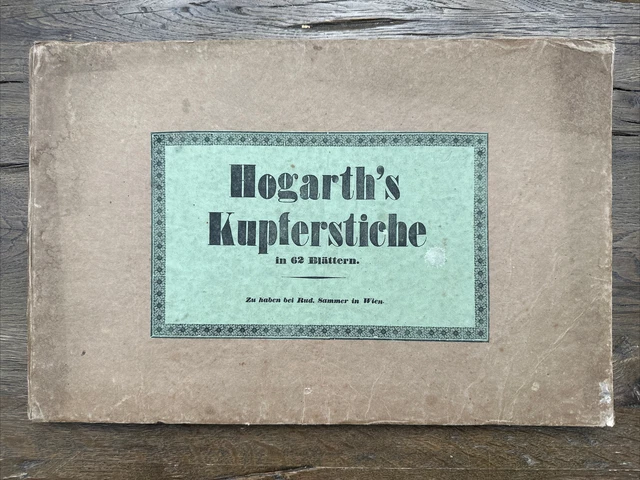 Hogarth's
Kupferstiche
in 62 Blättern.
Zu haben bei Rud. Sammer in Wien.